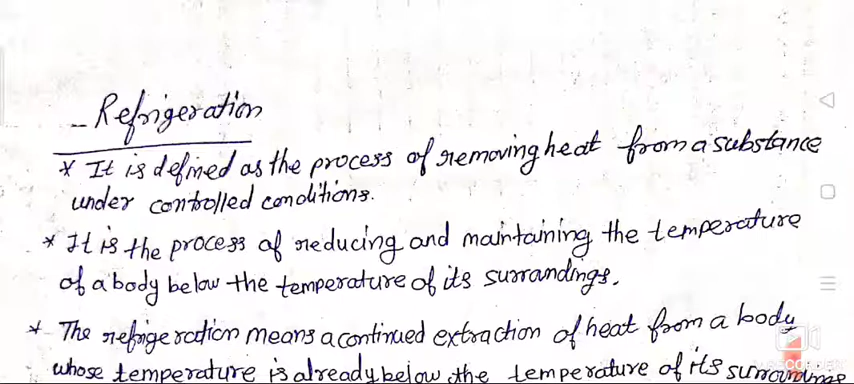 Refrigeration
* It is defined as the process of removing heat from a substance
under controlled conditions.
* It is the process of reducing and maintaining the temperature
of a body below the temperature of its surrandings.
* The refrigeration means a continued extraction of heat from a body
whose temperature is already below the temperature of its surroundings